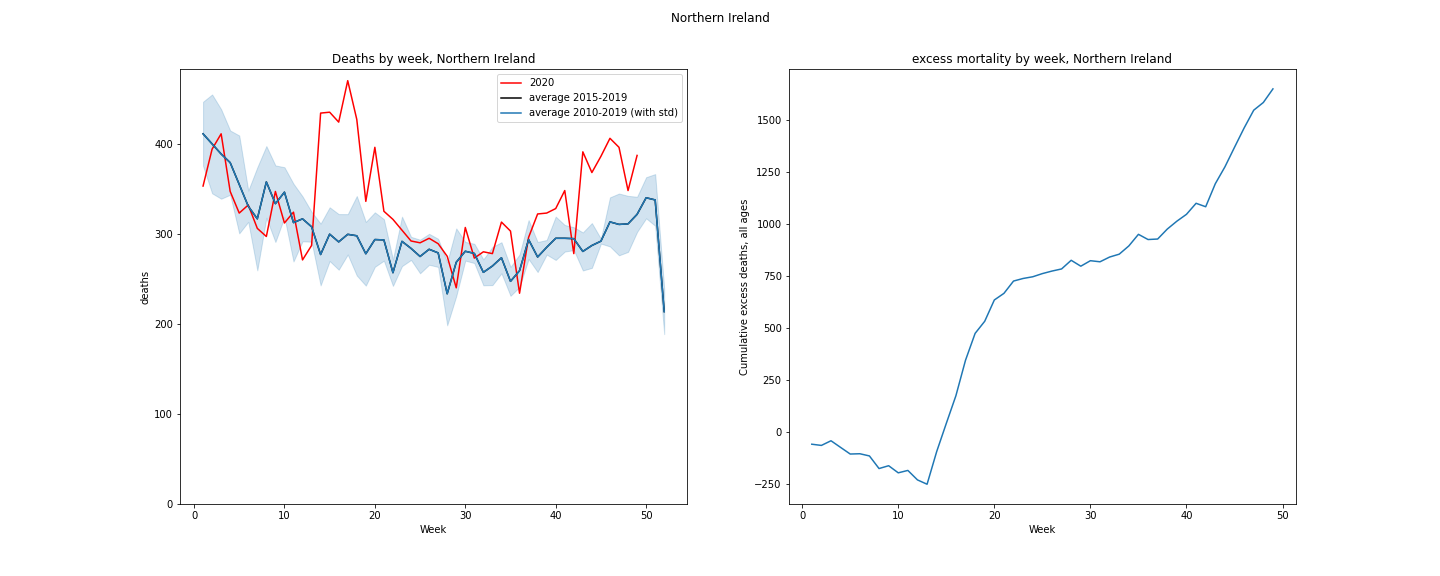 Northern Ireland
Deaths by week, Northern Ireland
2020
average 2015-2019
average 2010-2019 (with std)
deaths
400
300
200
100
0
0 10 20 30 40 50
Week
excess mortality by week, Northern Ireland
Cumulative excess deaths, all ages
1500
1250
1000
750
500
250
0
−250
0 10 20 30 40 50
Week